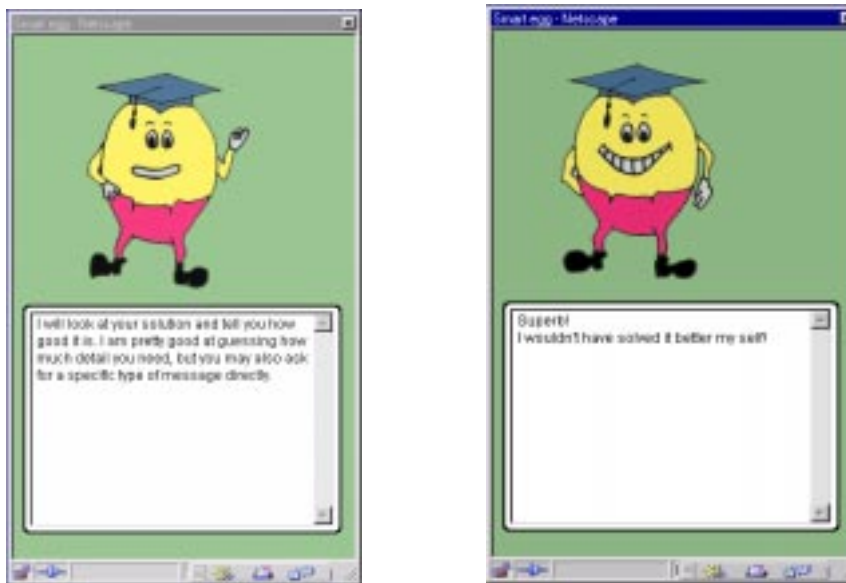 Smart egg - Netscape
I will look at your solution and tell you how
good it is. I am pretty good at guessing how
much detail you need, but you may also ask
for a specific type of message directly.
Smart egg - Netscape
Superb!
I wouldn't have solved it better my self!